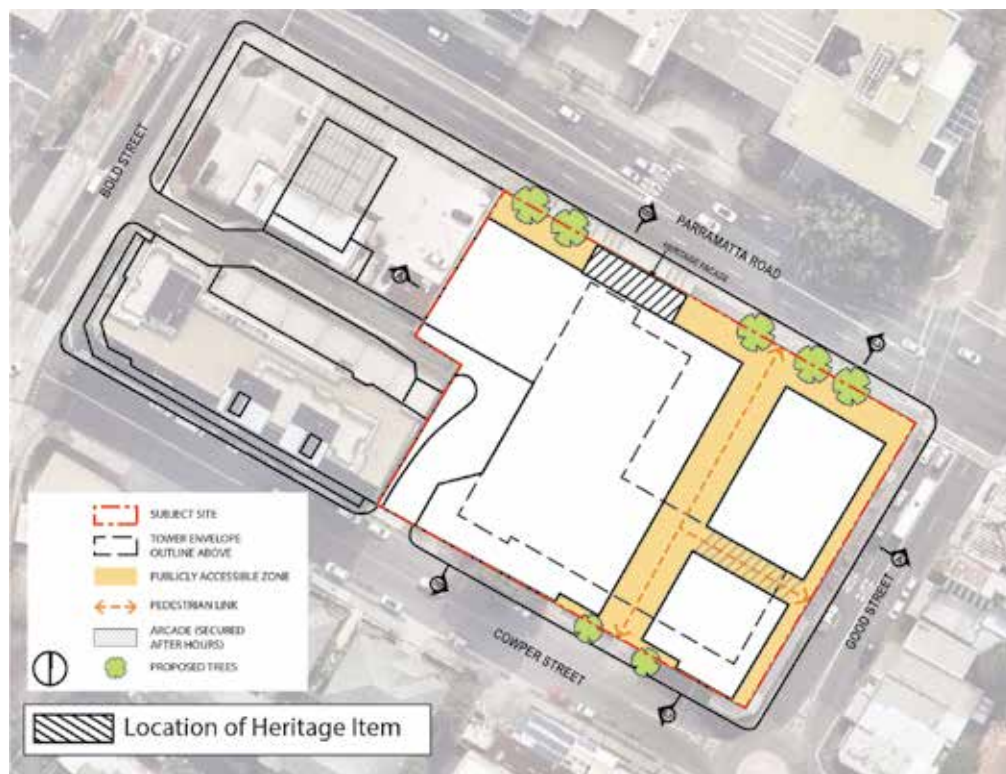 BOLD STREET
PARRAMATTA ROAD
HERITAGE FACADE
GOOD STREET
COWPER STREET
SUBJECT SITE
TOWER ENVELOPE
OUTLINE ABOVE
PUBLICLY ACCESSIBLE ZONE
PEDESTRIAN LINK
ARCADE (SECURED
AFTER HOURS)
PROPOSED TREES
Location of Heritage Item